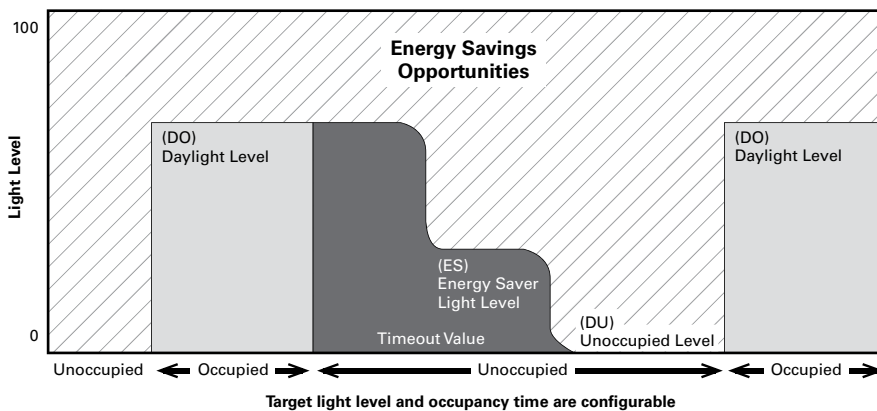 100
Energy Savings
Opportunities
(DO)
Daylight Level
(DO)
Daylight Level
Light Level
(ES)
Energy Saver
Light Level
(DU)
Unoccupied Level
Timeout Value
0
Unoccupied
Occupied
Unoccupied
Occupied
Target light level and occupancy time are configurable